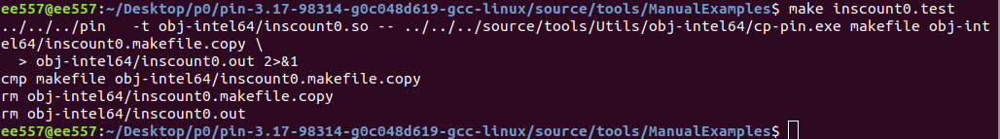 ee557@ee557:~/Desktop/p0/pin-3.17-98314-g0c048d619-gcc-linux/source/tools/ManualExamples$ make inscount0.test
../../../pin   -t obj-intel64/inscount0.so -- ../../../source/tools/Utils/obj-intel64/cp-pin.exe makefile obj-int
el64/inscount0.makefile.copy \
  > obj-intel64/inscount0.out 2>&1
cmp makefile obj-intel64/inscount0.makefile.copy
rm obj-intel64/inscount0.makefile.copy
rm obj-intel64/inscount0.out
ee557@ee557:~/Desktop/p0/pin-3.17-98314-g0c048d619-gcc-linux/source/tools/ManualExamples$